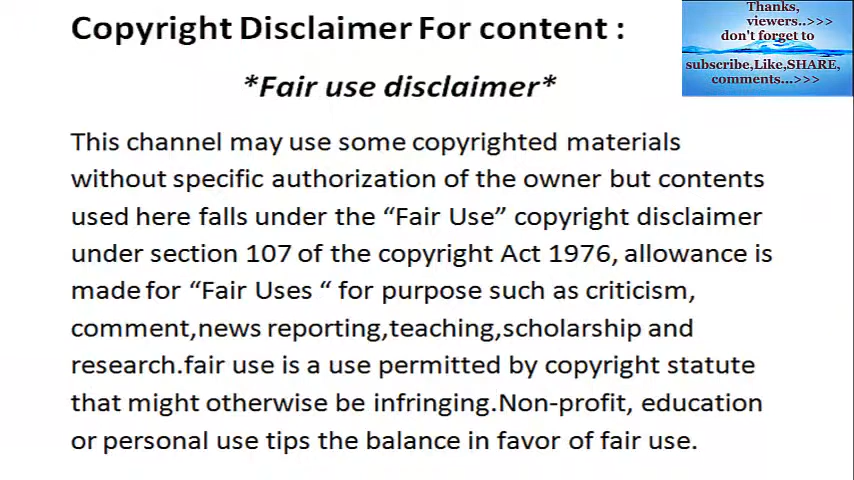 Copyright Disclaimer For content :
*Fair use disclaimer*
This channel may use some copyrighted materials
without specific authorization of the owner but contents
used here falls under the “Fair Use” copyright disclaimer
under section 107 of the copyright Act 1976, allowance is
made for “Fair Uses “ for purpose such as criticism,
comment,news reporting,teaching,scholarship and
research.fair use is a use permitted by copyright statute
that might otherwise be infringing.Non-profit, education
or personal use tips the balance in favor of fair use.
Thanks,
viewers..>>>
don't forget to
subscribe,Like,SHARE,
comments...>>>